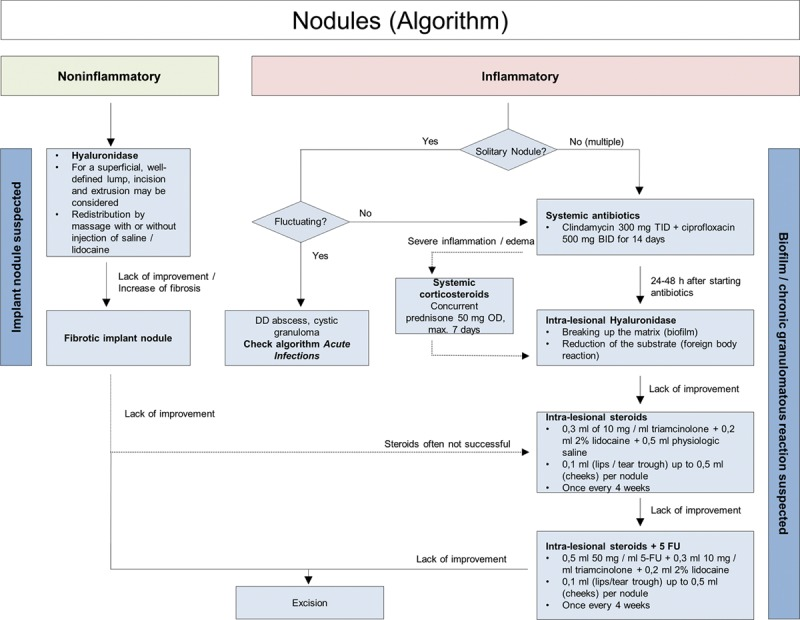 Nodules (Algorithm)
Noninflammatory
Inflammatory
Implant nodule suspected
Biofilm / chronic granulomatous reaction suspected
• Hyaluronidase
• For a superficial, well-
defined lump, incision
and extrusion may be
considered
• Redistribution by
massage with or without
injection of saline /
lidocaine
Lack of improvement /
Increase of fibrosis
Fibrotic implant nodule
Lack of improvement
Solitary Nodule?
Yes
No (multiple)
Fluctuating?
No
Yes
DD abscess, cystic
granuloma
Check algorithm Acute
Infections
Systemic antibiotics
• Clindamycin 300 mg TID + ciprofloxacin
500 mg BID for 14 days
Severe inflammation / edema
Systemic
corticosteroids
Concurrent
prednisone 50 mg OD,
max. 7 days
24-48 h after starting
antibiotics
Intra-lesional Hyaluronidase
• Breaking up the matrix (biofilm)
• Reduction of the substrate (foreign body
reaction)
Lack of improvement
Steroids often not successful
Intra-lesional steroids
• 0,3 ml of 10 mg / ml triamcinolone + 0,2
ml 2% lidocaine + 0,5 ml physiologic
saline
• 0,1 ml (lips / tear trough) up to 0,5 ml
(cheeks) per nodule
• Once every 4 weeks
Lack of improvement
Intra-lesional steroids + 5 FU
• 0,5 ml 50 mg / ml 5-FU + 0,3 ml 10 mg /
ml triamcinolone + 0,2 ml 2% lidocaine
• 0,1 ml (lips/tear trough) up to 0,5 ml
(cheeks) per nodule
• Once every 4 weeks
Lack of improvement
Excision